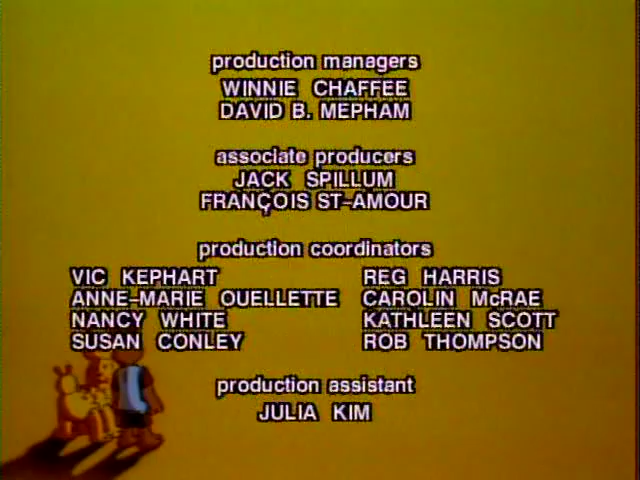 production managers
WINNIE CHAFFEE
DAVID B. MEPHAM
associate producers
JACK SPILLUM
FRANÇOIS ST-AMOUR
production coordinators
VIC KEPHART
ANNE-MARIE OUELLETTE
NANCY WHITE
SUSAN CONLEY
REG HARRIS
CAROLIN McRAE
KATHLEEN SCOTT
ROB THOMPSON
production assistant
JULIA KIM